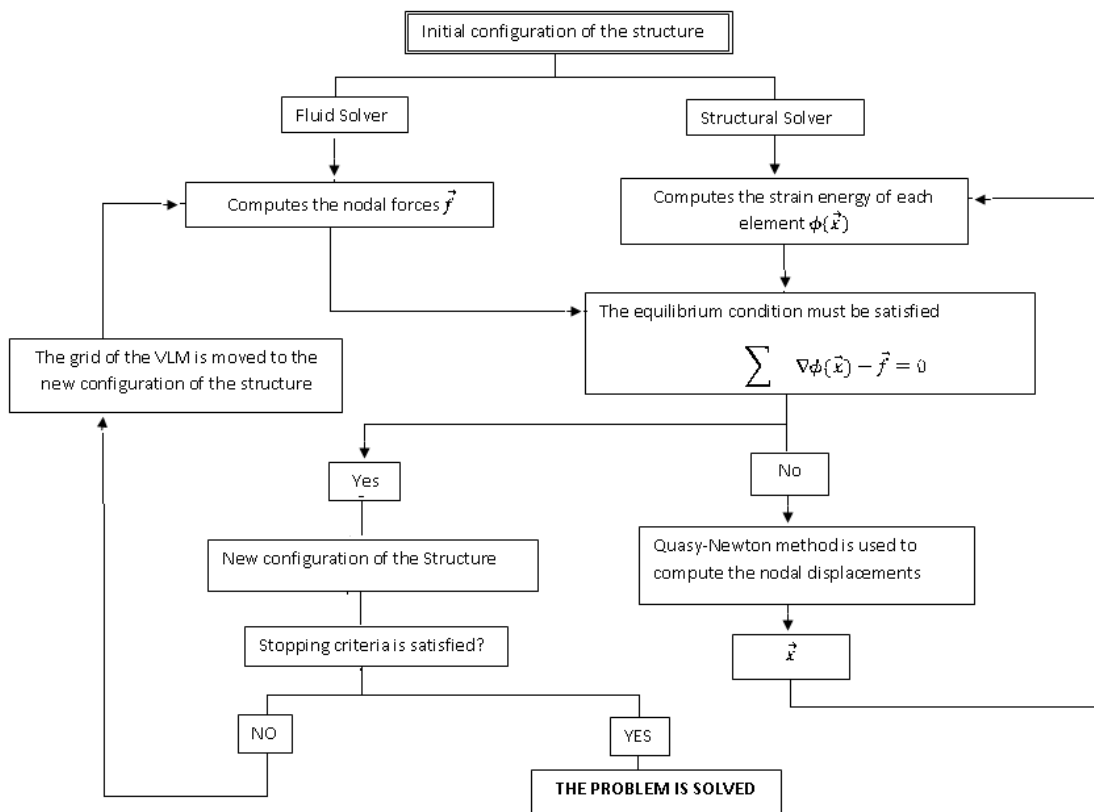 Initial configuration of the structure
Fluid Solver
Structural Solver
Computes the nodal forces f⃗
Computes the strain energy of each
element ϕ(x⃗)
The equilibrium condition must be satisfied
∑ ∇ϕ(x⃗) − f⃗ = 0
The grid of the VLM is moved to the
new configuration of the structure
Yes
No
New configuration of the Structure
Quasy-Newton method is used to
compute the nodal displacements
Stopping criteria is satisfied?
x⃗
NO
YES
THE PROBLEM IS SOLVED